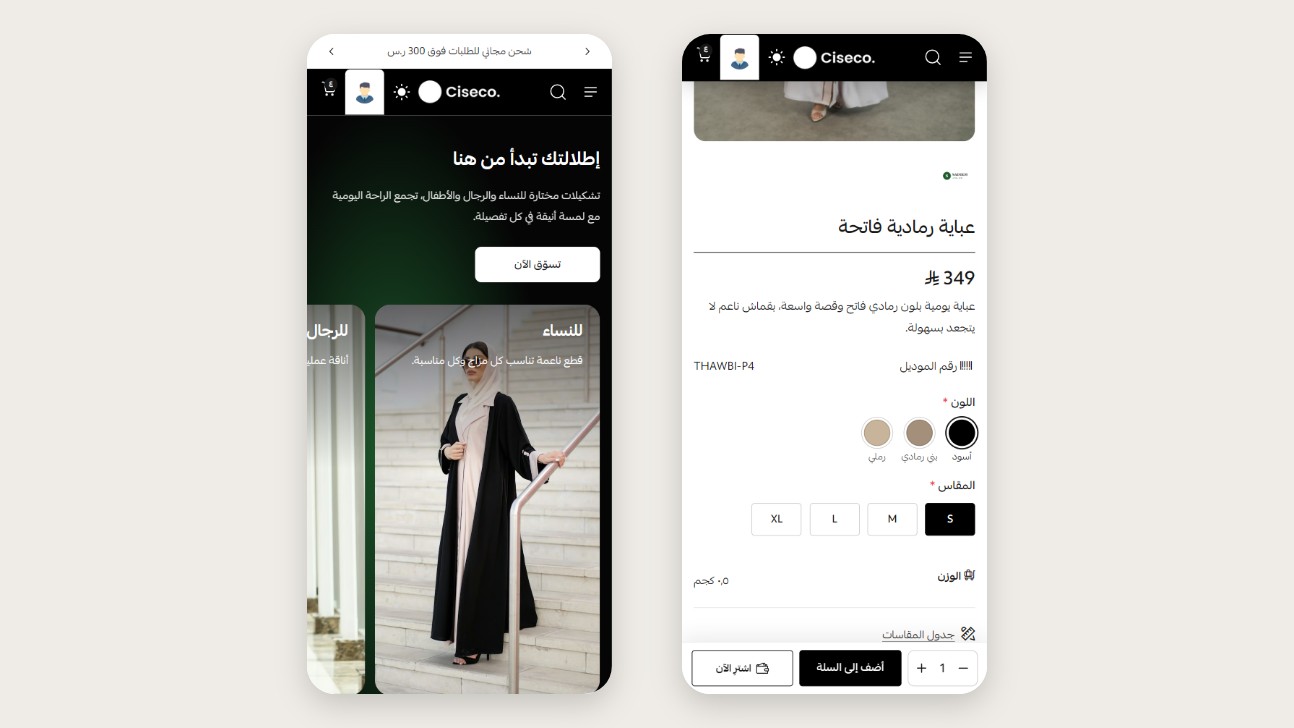 شحن مجاني للطلبات فوق 300 ر.س
٤
Ciseco.
إطلالتك تبدأ من هنا
تشكيلات مختارة للنساء والرجال والأطفال، تجمع الراحة اليومية
مع لمسة أنيقة في كل تفصيلة.
تسوّق الآن
للنساء
قطع ناعمة تناسب كل مزاج وكل مناسبة.
للرجال
أناقة
٤
Ciseco.
عباية رمادية فاتحة
349
عباية يومية بلون رمادي فاتح وقصة واسعة، بقماش ناعم لا
يتجعد بسهولة.
رقم الموديل
THAWBI-P4
اللون *
أسود
بني رمادي
رملي
المقاس *
S
M
L
XL
الوزن
٠٫٥ كجم
جدول المقاسات
1
أضف إلى السلة
اشترِ الآن